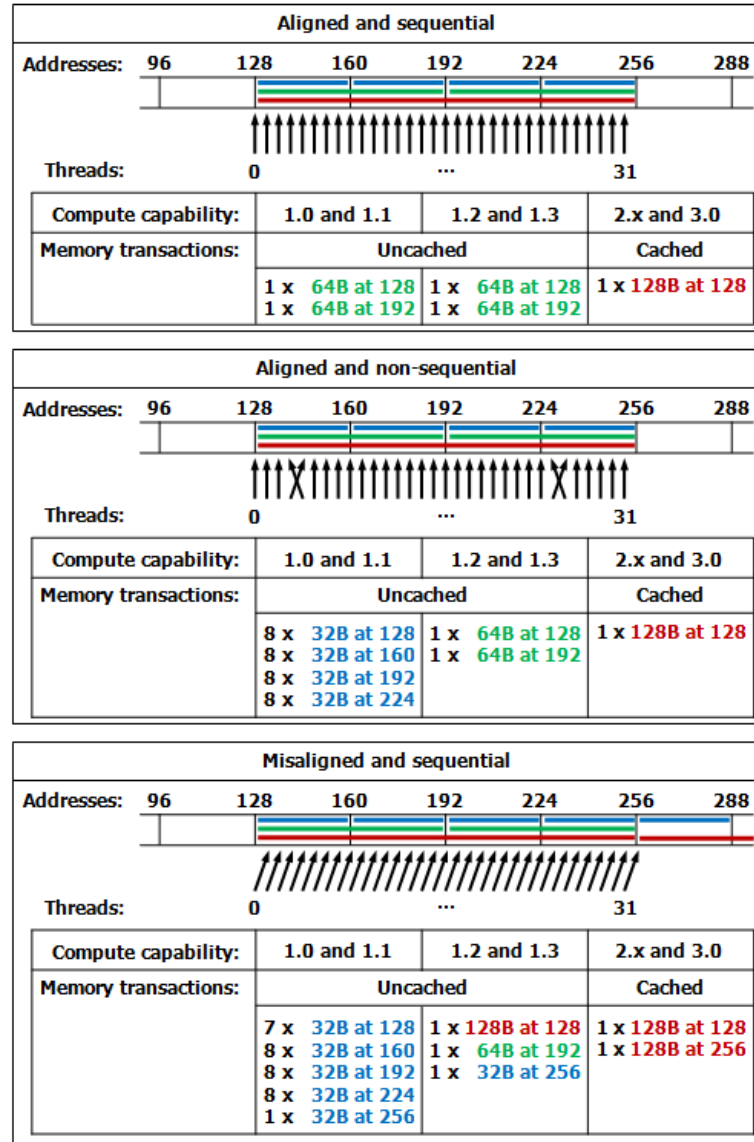 Aligned and sequential
Addresses: 96 128 160 192 224 256 288
Threads: 0 ... 31
Compute capability: 1.0 and 1.1 1.2 and 1.3 2.x and 3.0
Memory transactions: Uncached Cached
1 x 64B at 128 1 x 64B at 128 1 x 128B at 128
1 x 64B at 192 1 x 64B at 192
Aligned and non-sequential
Addresses: 96 128 160 192 224 256 288
Threads: 0 ... 31
Compute capability: 1.0 and 1.1 1.2 and 1.3 2.x and 3.0
Memory transactions: Uncached Cached
8 x 32B at 128 1 x 64B at 128 1 x 128B at 128
8 x 32B at 160 1 x 64B at 192
8 x 32B at 192
8 x 32B at 224
Misaligned and sequential
Addresses: 96 128 160 192 224 256 288
Threads: 0 ... 31
Compute capability: 1.0 and 1.1 1.2 and 1.3 2.x and 3.0
Memory transactions: Uncached Cached
7 x 32B at 128 1 x 128B at 128 1 x 128B at 128
8 x 32B at 160 1 x 64B at 192 1 x 128B at 256
8 x 32B at 192 1 x 32B at 256
8 x 32B at 224
1 x 32B at 256